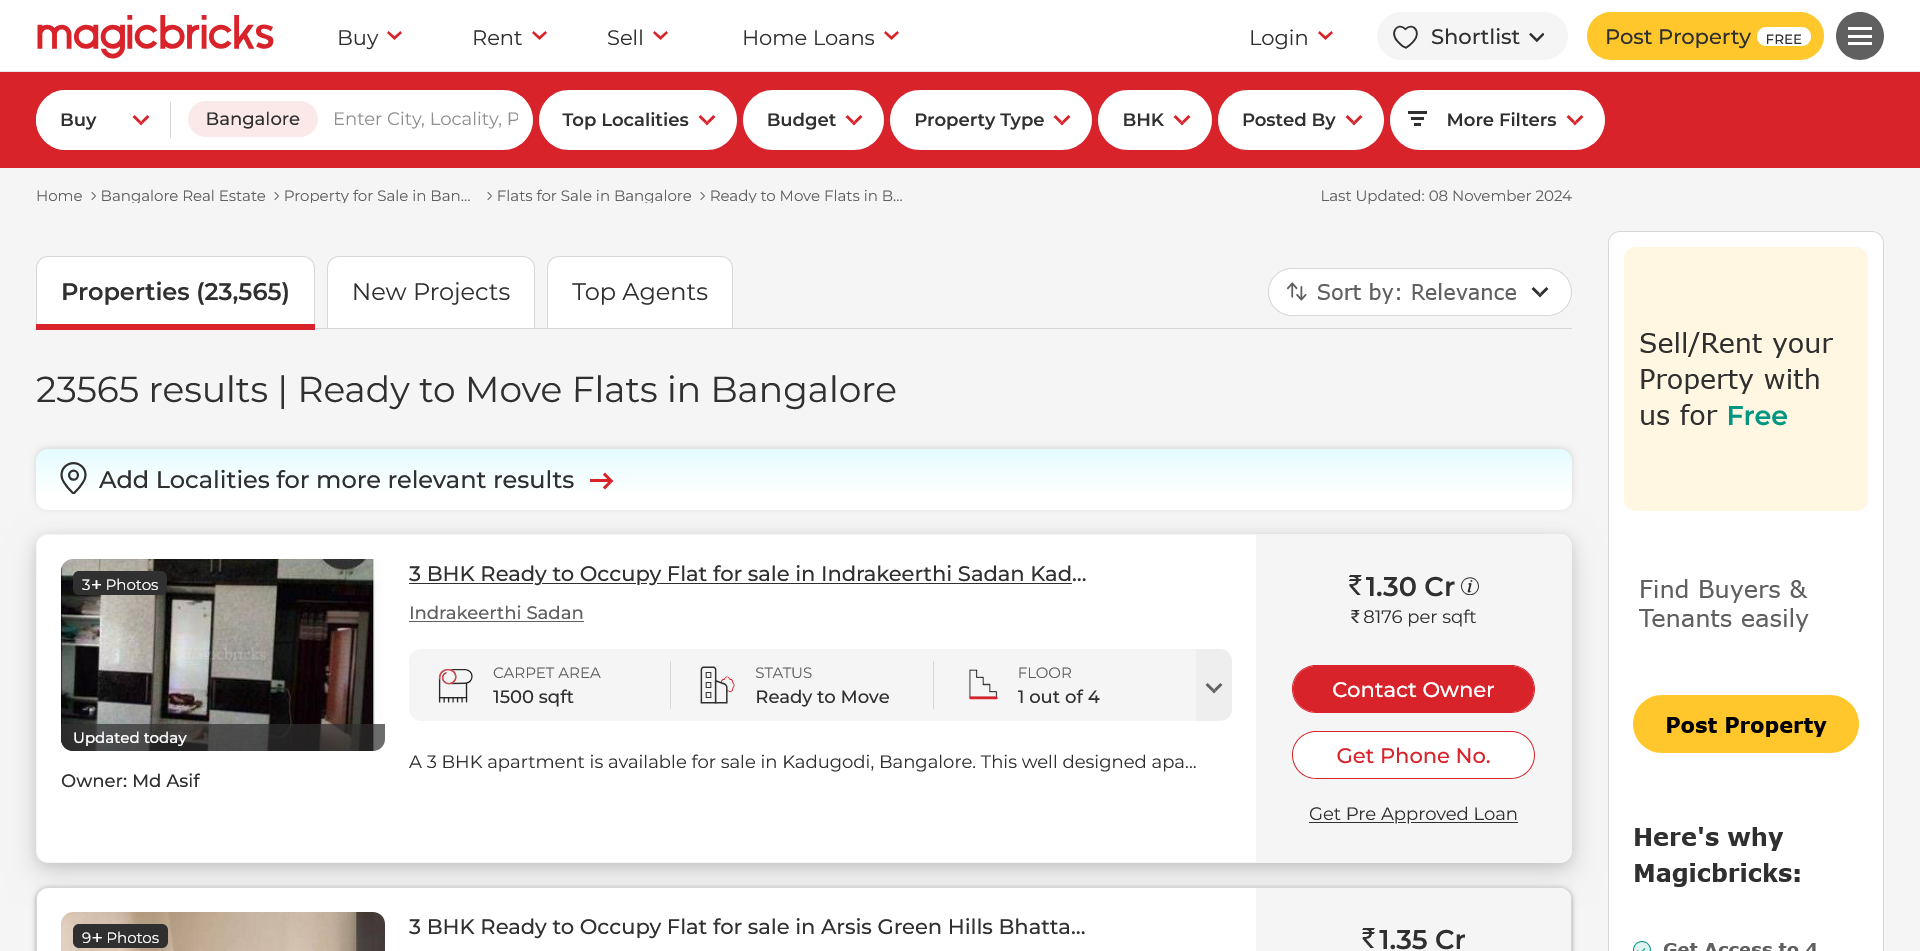 magicbricks
Buy
Rent
Sell
Home Loans
Login
Shortlist
Post Property FREE
Buy
Bangalore
Enter City, Locality, P
Top Localities
Budget
Property Type
BHK
Posted By
More Filters
Home > Bangalore Real Estate > Property for Sale in Ban... > Flats for Sale in Bangalore > Ready to Move Flats in B...
Last Updated: 08 November 2024
Properties (23,565)
New Projects
Top Agents
Sort by: Relevance
23565 results | Ready to Move Flats in Bangalore
Add Localities for more relevant results
3+ Photos
magicbricks
Updated today
Owner: Md Asif
3 BHK Ready to Occupy Flat for sale in Indrakeerthi Sadan Kad...
Indrakeerthi Sadan
CARPET AREA
1500 sqft
STATUS
Ready to Move
FLOOR
1 out of 4
A 3 BHK apartment is available for sale in Kadugodi, Bangalore. This well designed apa...
₹1.30 Cr
₹8176 per sqft
Contact Owner
Get Phone No.
Get Pre Approved Loan
9+ Photos
3 BHK Ready to Occupy Flat for sale in Arsis Green Hills Bhatta...
₹1.35 Cr
Sell/Rent your
Property with
us for Free
Find Buyers &
Tenants easily
Post Property
Here's why
Magicbricks:
Get Access to 4